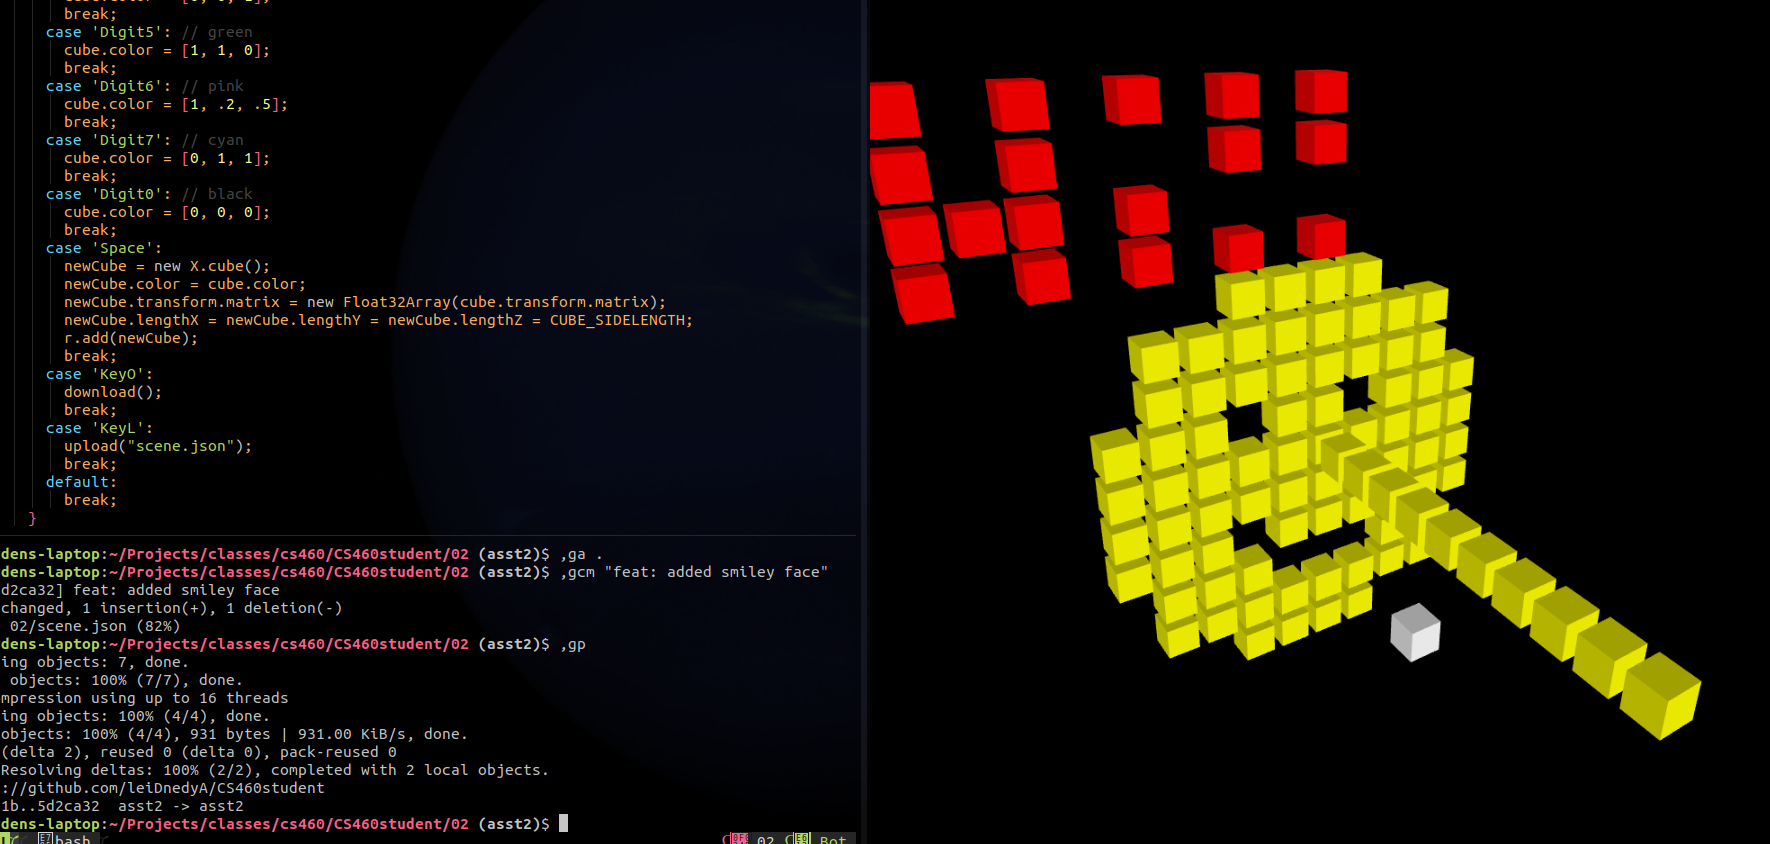 break;
case 'Digit5': // green
cube.color = [1, 1, 0];
break;
case 'Digit6': // pink
cube.color = [1, .2, .5];
break;
case 'Digit7': // cyan
cube.color = [0, 1, 1];
break;
case 'Digit0': // black
cube.color = [0, 0, 0];
break;
case 'Space':
newCube = new X.cube();
newCube.color = cube.color;
newCube.transform.matrix = new Float32Array(cube.transform.matrix);
newCube.lengthX = newCube.lengthY = newCube.lengthZ = CUBE_SIDELENGTH;
r.add(newCube);
break;
case 'KeyO':
download();
break;
case 'KeyL':
upload("scene.json");
break;
default:
break;
}
dens-laptop:~/Projects/classes/cs460/CS460student/02 (asst2)$ ,ga .
dens-laptop:~/Projects/classes/cs460/CS460student/02 (asst2)$ ,gcm "feat: added smiley face"
d2ca32] feat: added smiley face
changed, 1 insertion(+), 1 deletion(-)
02/scene.json (82%)
dens-laptop:~/Projects/classes/cs460/CS460student/02 (asst2)$ ,gp
ing objects: 7, done.
objects: 100% (7/7), done.
mpression using up to 16 threads
ing objects: 100% (4/4), done.
objects: 100% (4/4), 931 bytes | 931.00 KiB/s, done.
(delta 2), reused 0 (delta 0), pack-reused 0
Resolving deltas: 100% (2/2), completed with 2 local objects.
://github.com/leiDnedyA/CS460student
1b..5d2ca32  asst2 -> asst2
dens-laptop:~/Projects/classes/cs460/CS460student/02 (asst2)$
bash 02 Bot
Hi